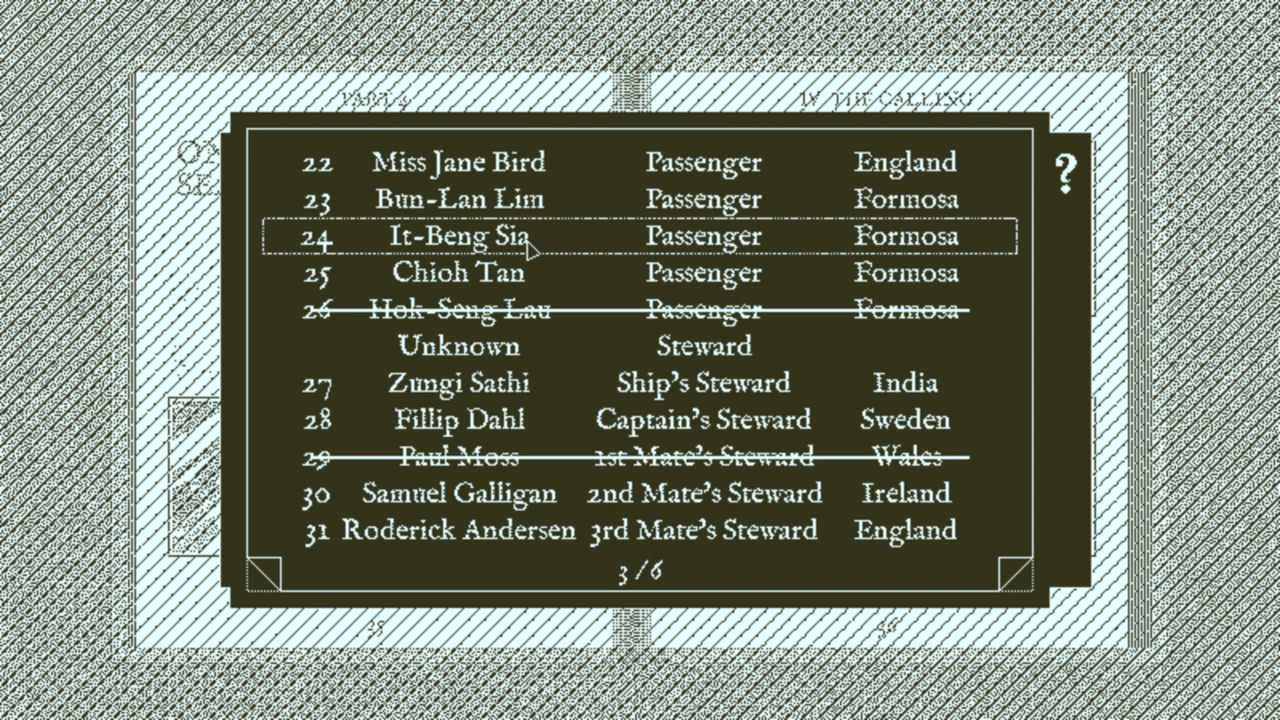 PART 4
IV THE CALLING
22 Miss Jane Bird Passenger England
23 Bun-Lan Lim Passenger Formosa
24 It-Beng Sia Passenger Formosa
25 Chioh Tan Passenger Formosa
26 Hok-Seng Lau Passenger Formosa
Unknown Steward
27 Zungi Sathi Ship's Steward India
28 Fillip Dahl Captain's Steward Sweden
29 Paul Moss 1st Mate's Steward Wales
30 Samuel Galligan 2nd Mate's Steward Ireland
31 Roderick Andersen 3rd Mate's Steward England
3/6
?